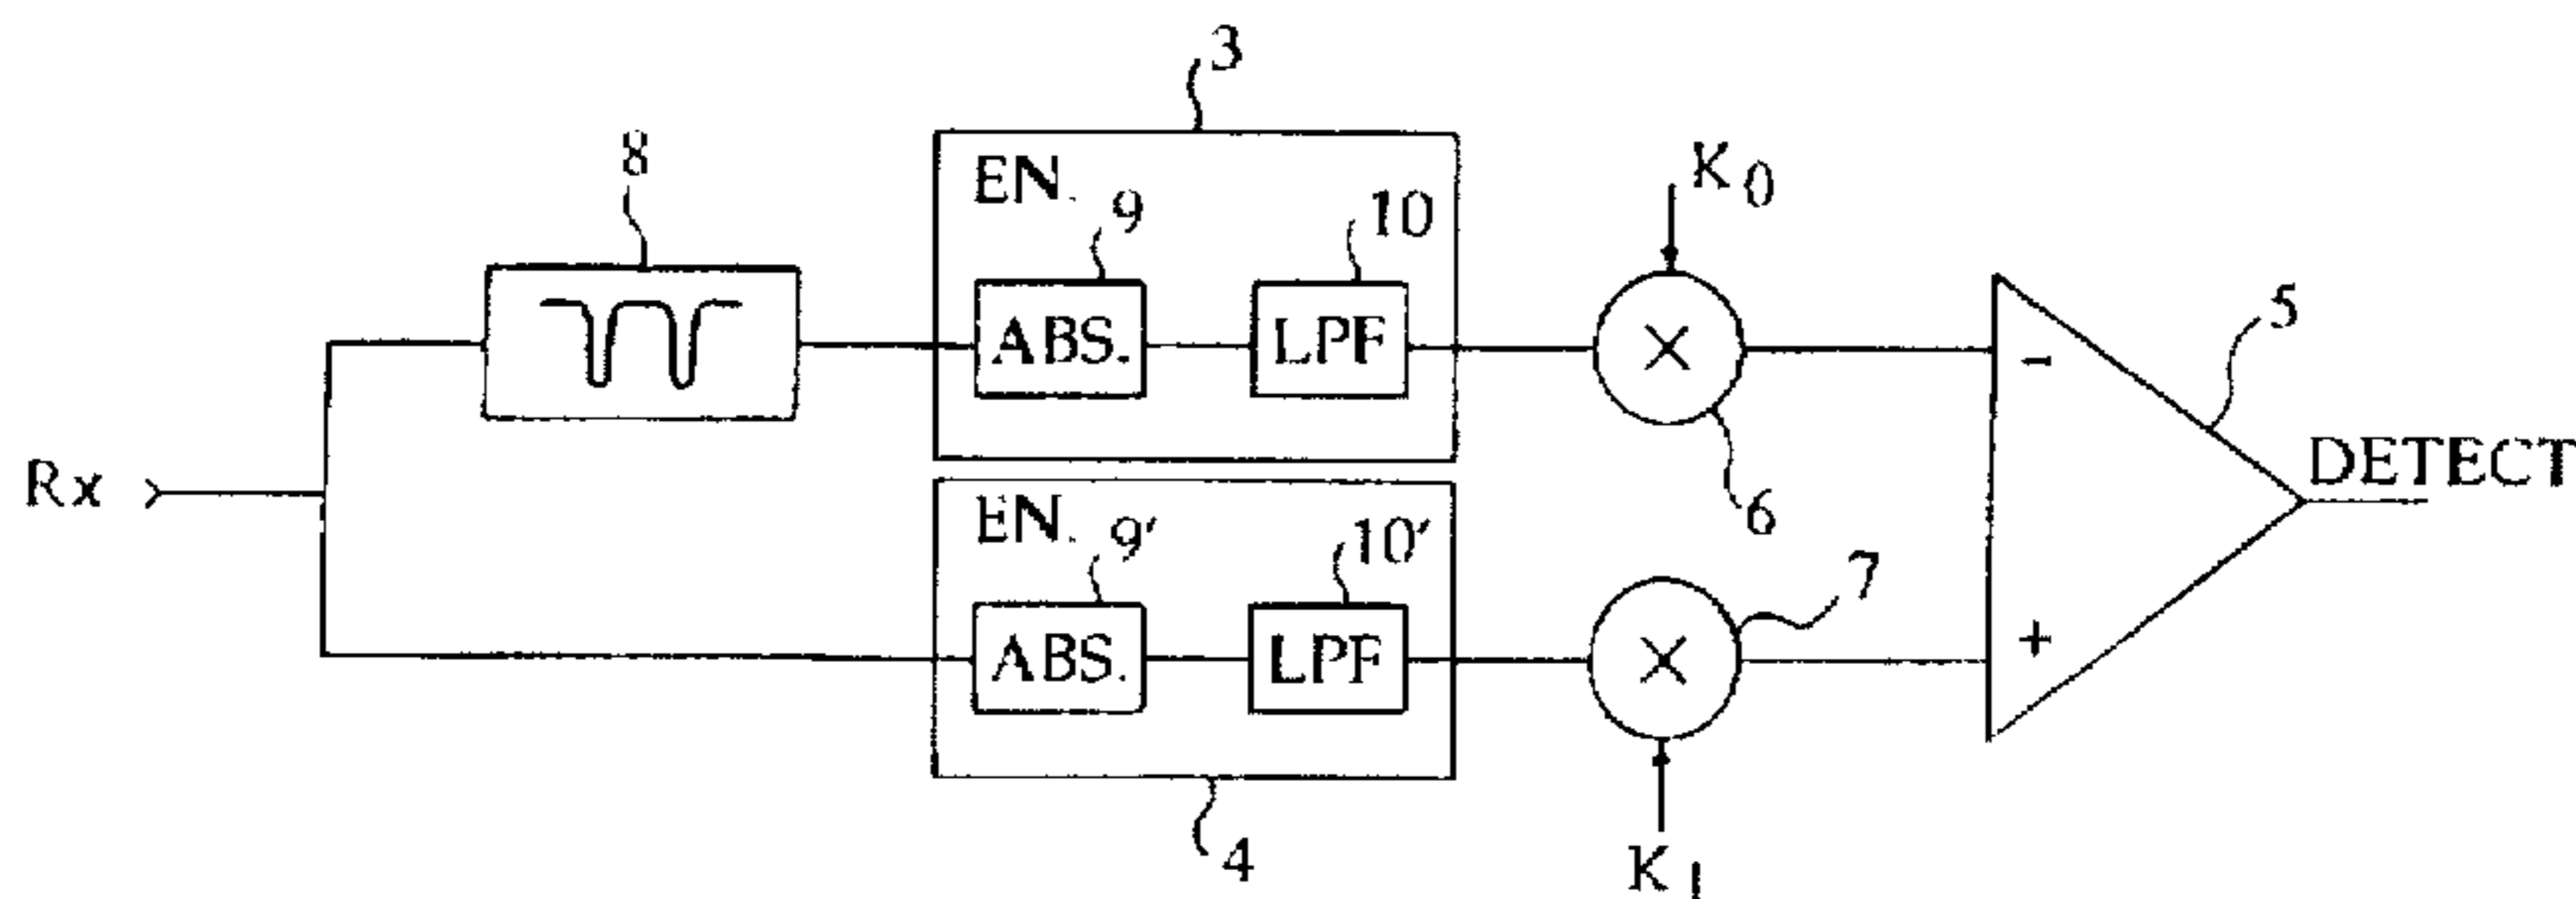 3
8
EN.
9
10
K0
5
ABS.
LPF
×
-
Rx
DETECT
6
EN.
9'
10'
7
ABS.
LPF
×
+
4
K1